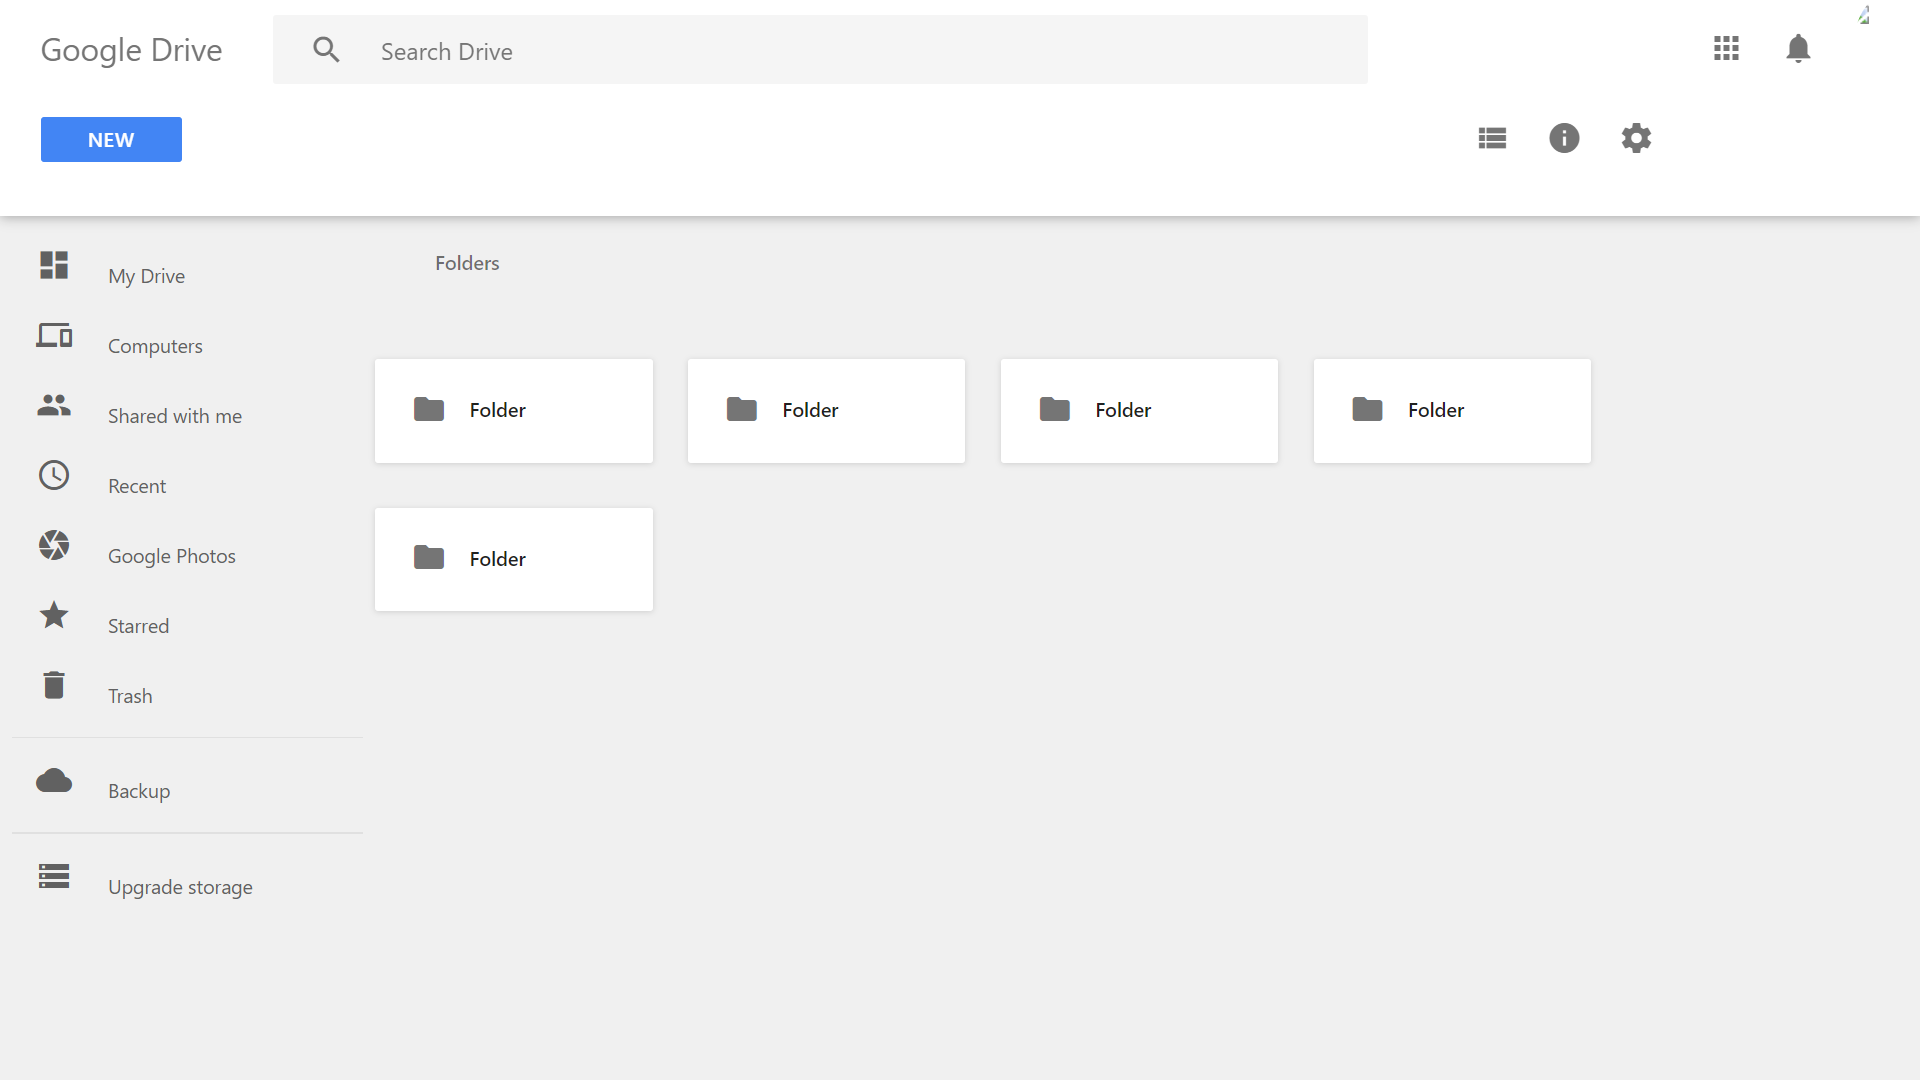 Google Drive
Search Drive
NEW
My Drive
Computers
Shared with me
Recent
Google Photos
Starred
Trash
Backup
Upgrade storage
Folders
Folder
Folder
Folder
Folder
Folder